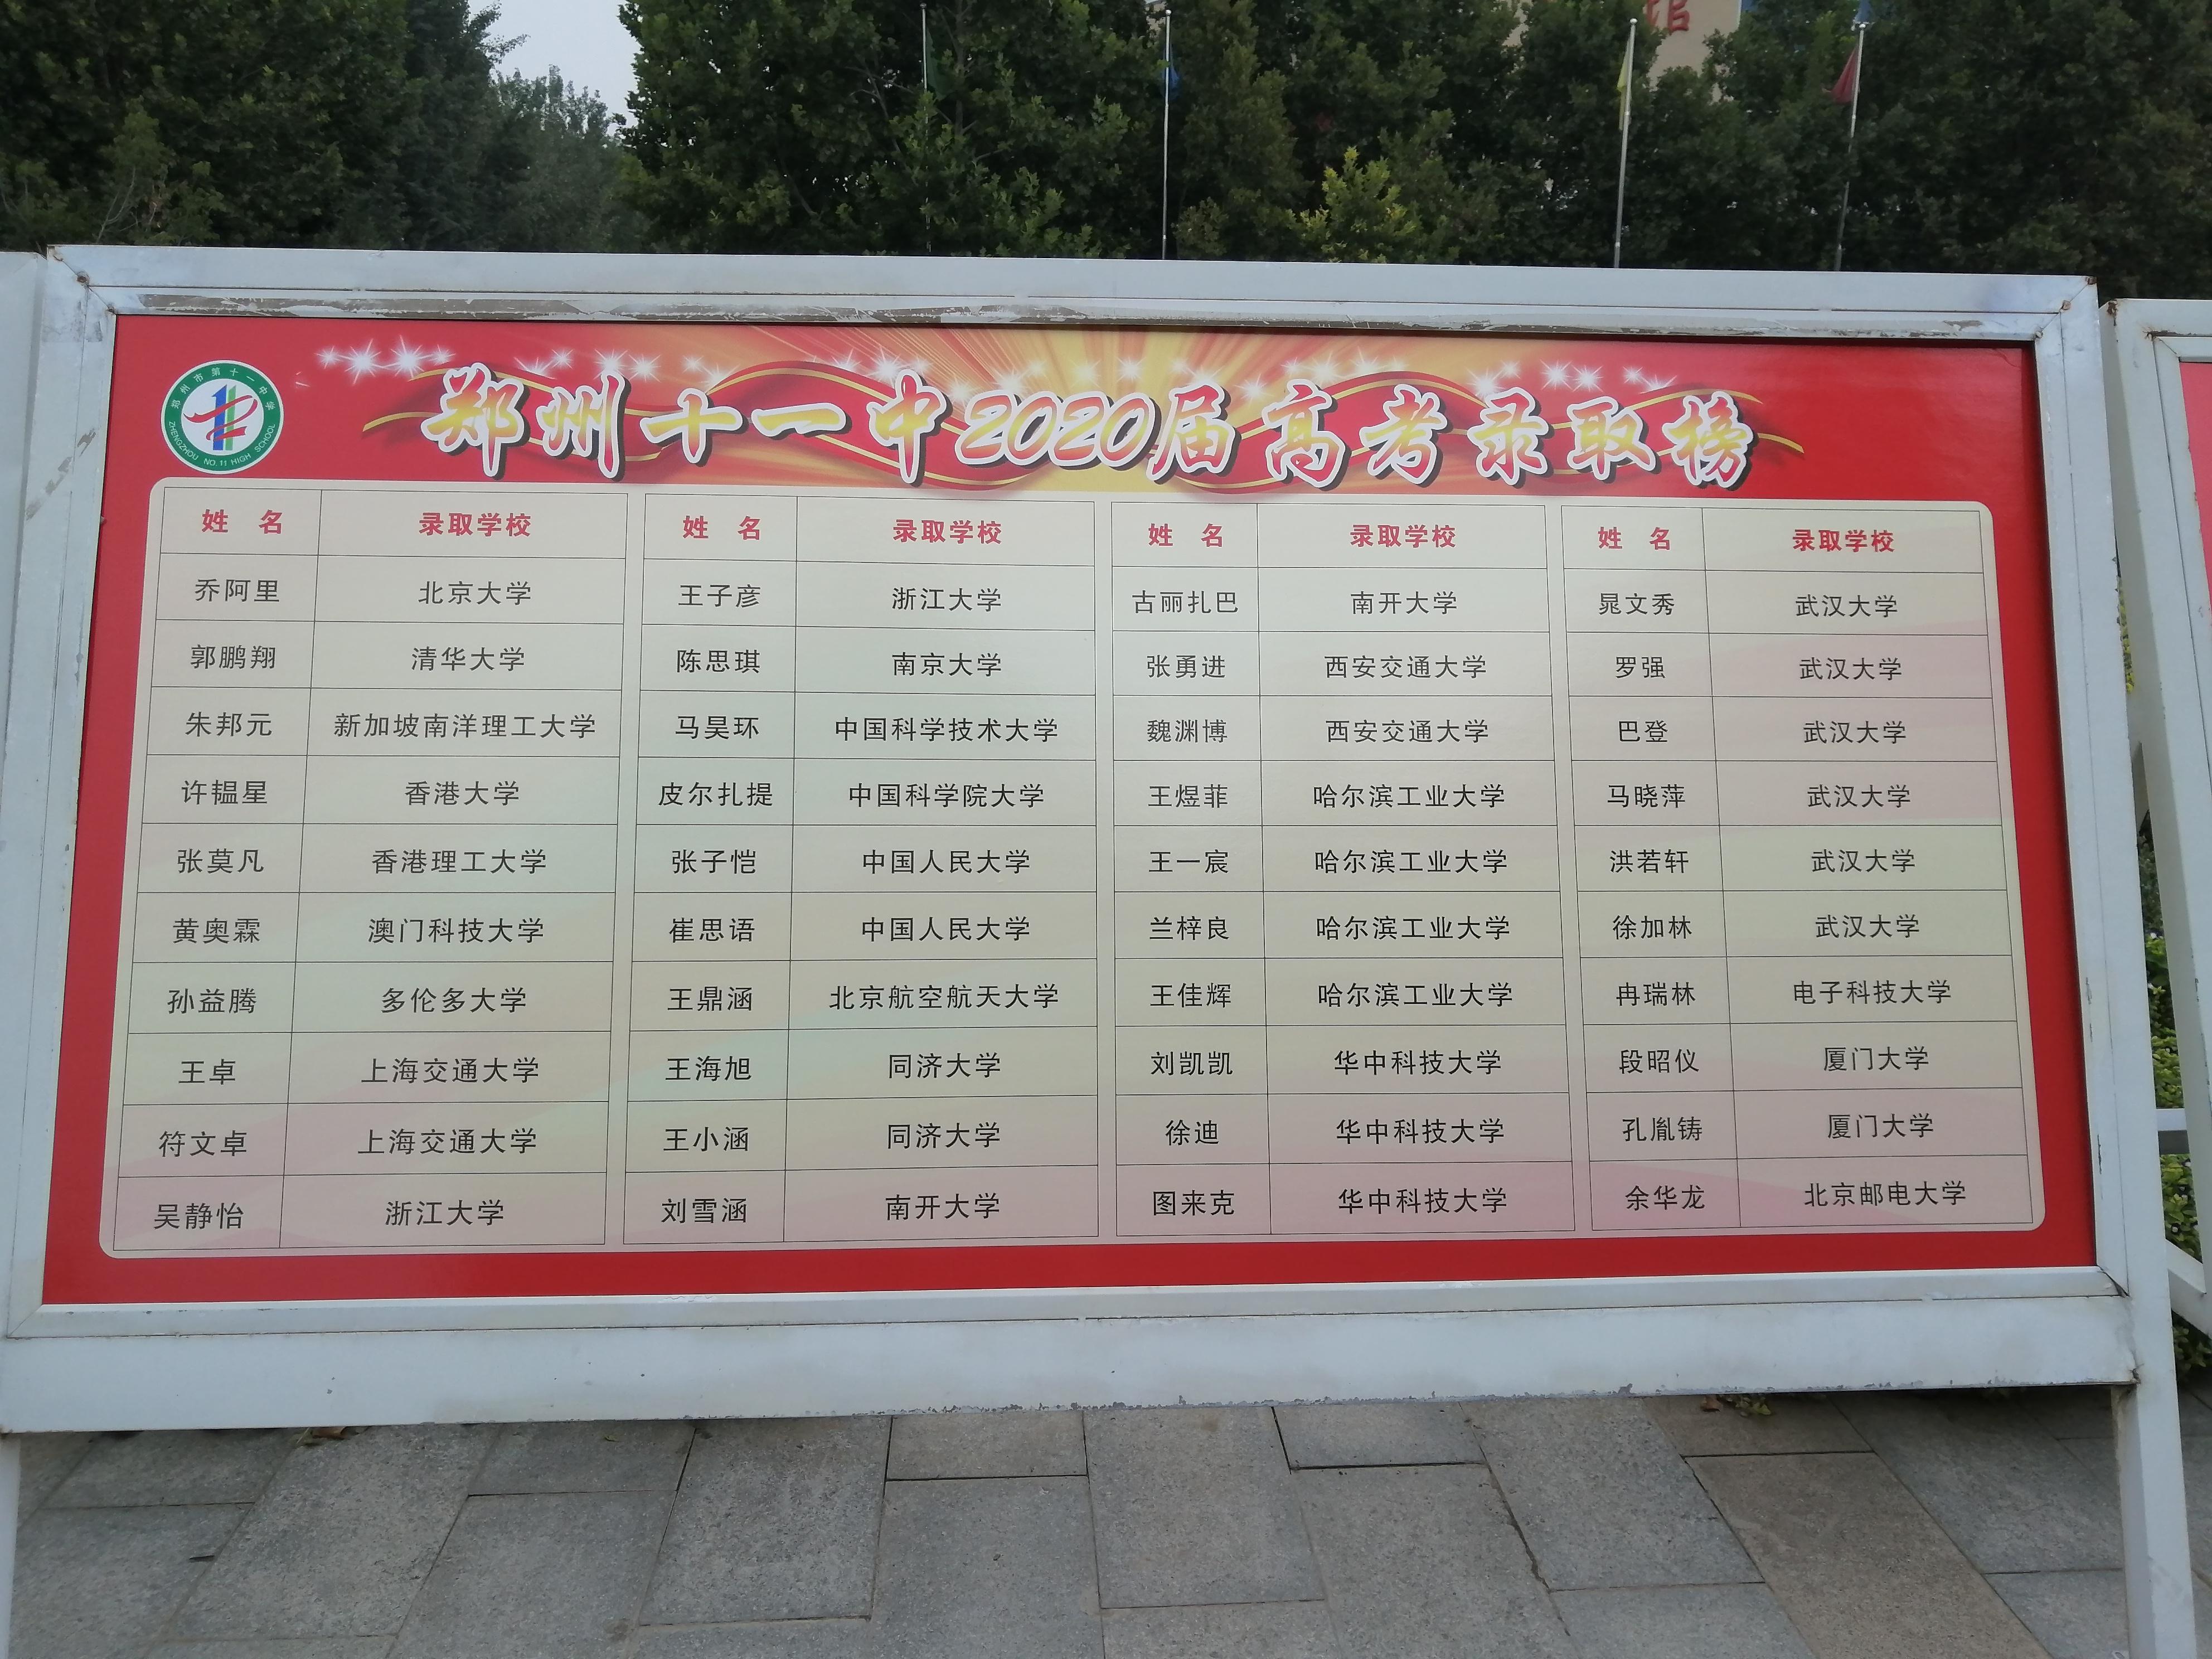 郑州市第十一中学
ZHENGZHOU NO.11 HIGH SCHOOL
郑州十一中2020届高考录取榜
姓 名 录取学校 姓 名 录取学校 姓 名 录取学校 姓 名 录取学校
乔阿里 北京大学 王子彦 浙江大学 古丽扎巴 南开大学 晁文秀 武汉大学
郭鹏翔 清华大学 陈思琪 南京大学 张勇进 西安交通大学 罗强 武汉大学
朱邦元 新加坡南洋理工大学 马昊环 中国科学技术大学 魏渊博 西安交通大学 巴登 武汉大学
许韫星 香港大学 皮尔扎提 中国科学院大学 王煜菲 哈尔滨工业大学 马晓萍 武汉大学
张莫凡 香港理工大学 张子恺 中国人民大学 王一宸 哈尔滨工业大学 洪若轩 武汉大学
黄奥霖 澳门科技大学 崔思语 中国人民大学 兰梓良 哈尔滨工业大学 徐加林 武汉大学
孙益腾 多伦多大学 王鼎涵 北京航空航天大学 王佳辉 哈尔滨工业大学 冉瑞林 电子科技大学
王卓 上海交通大学 王海旭 同济大学 刘凯凯 华中科技大学 段昭仪 厦门大学
符文卓 上海交通大学 王小涵 同济大学 徐迪 华中科技大学 孔胤铸 厦门大学
吴静怡 浙江大学 刘雪涵 南开大学 图来克 华中科技大学 余华龙 北京邮电大学